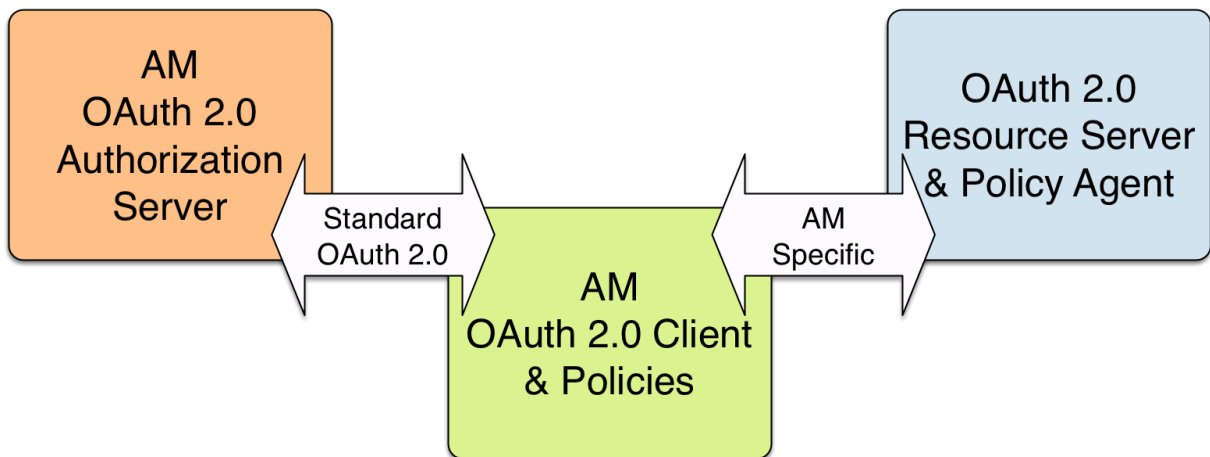 AM
OAuth 2.0
Authorization
Server
Standard
OAuth 2.0
AM
OAuth 2.0 Client
& Policies
AM
Specific
OAuth 2.0
Resource Server
& Policy Agent